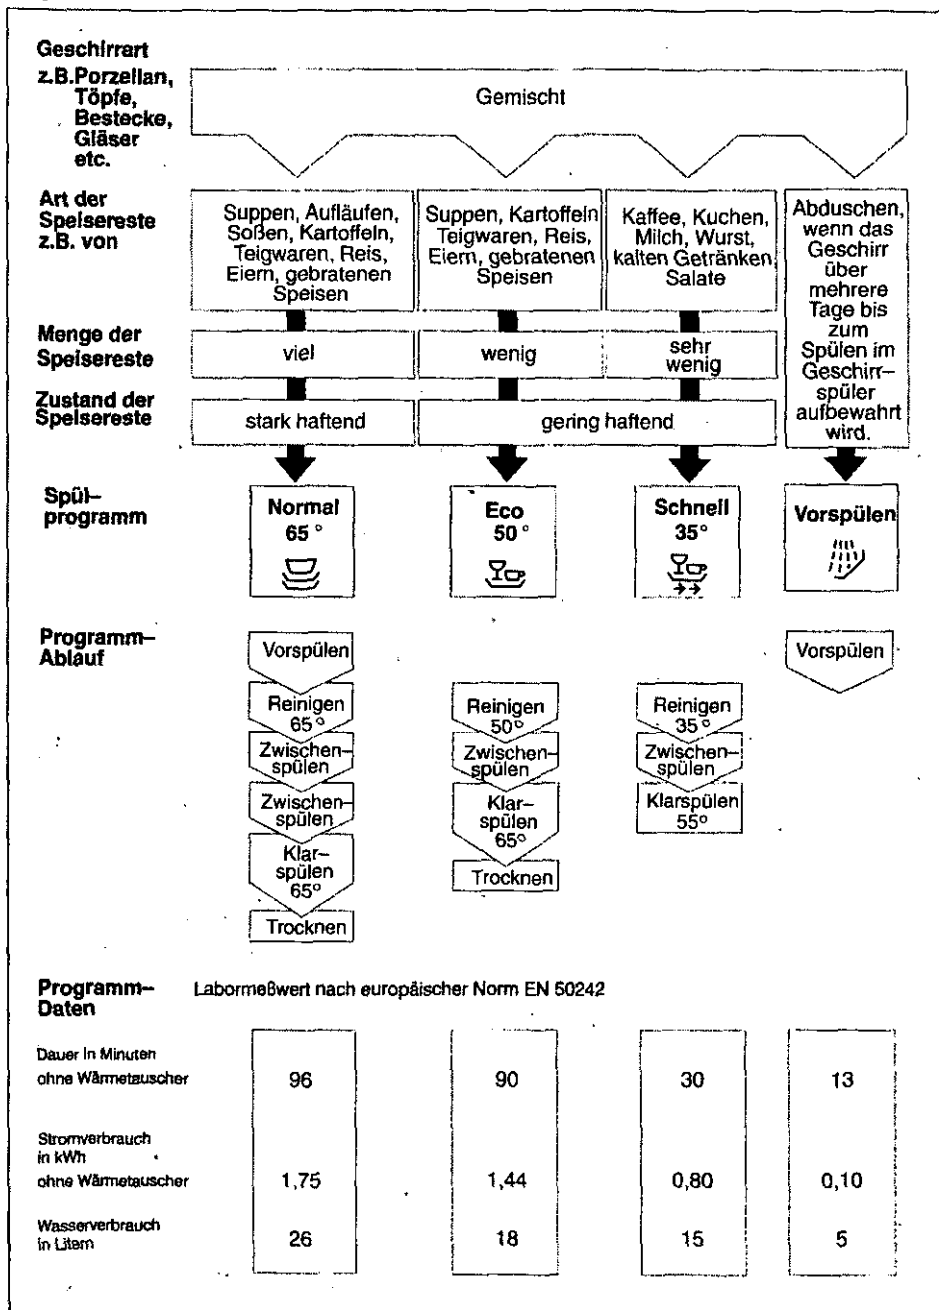 Geschirrart
z.B.Porzellan,
Töpfe,
Bestecke,
Gläser
etc.
Gemischt
Art der
Speisereste
z.B. von
Suppen, Aufläufen,
Soßen, Kartoffeln,
Teigwaren, Reis,
Eiern, gebratenen
Speisen
Suppen, Kartoffeln
Teigwaren, Reis,
Eiern, gebratenen
Speisen
Kaffee, Kuchen,
Milch, Wurst,
kalten Getränken
Salate
Abduschen,
wenn das
Geschirr
über
mehrere
Tage bis
zum
Spülen im
Geschirr–
spüler
aufbewahrt
wird.
Menge der
Speisereste
viel
wenig
sehr
wenig
Zustand der
Speisereste
stark haftend
gering haftend
Spül–
programm
Normal
65 °
Eco
50 °
Schnell
35°
Vorspülen
Programm–
Ablauf
Vorspülen
Reinigen
65°
Zwischen–
spülen
Zwischen–
spülen
Klar–
spülen
65°
Trocknen
Reinigen
50°
Zwischen–
spülen
Klar–
spülen
65°
Trocknen
Reinigen
35°
Zwischen–
spülen
Klarspülen
55°
Vorspülen
Programm–
Daten
Labormeßwert nach europäischer Norm EN 50242
Dauer in Minuten
ohne Wärmetauscher 96 90 30 13
Stromverbrauch
in kWh
ohne Wärmetauscher 1,75 1,44 0,80 0,10
Wasserverbrauch
in Litern 26 18 15 5